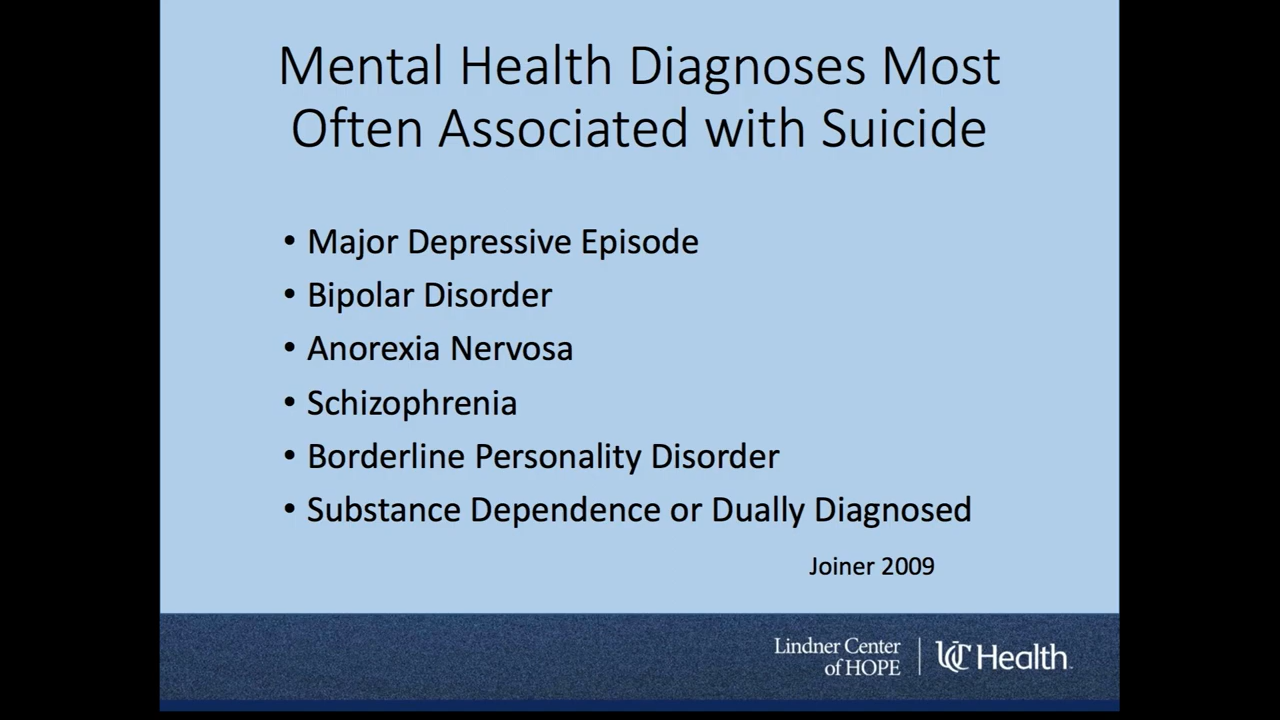 Mental Health Diagnoses Most
Often Associated with Suicide
• Major Depressive Episode
• Bipolar Disorder
• Anorexia Nervosa
• Schizophrenia
• Borderline Personality Disorder
• Substance Dependence or Dually Diagnosed
Joiner 2009
Lindner Center
of HOPE
UC Health